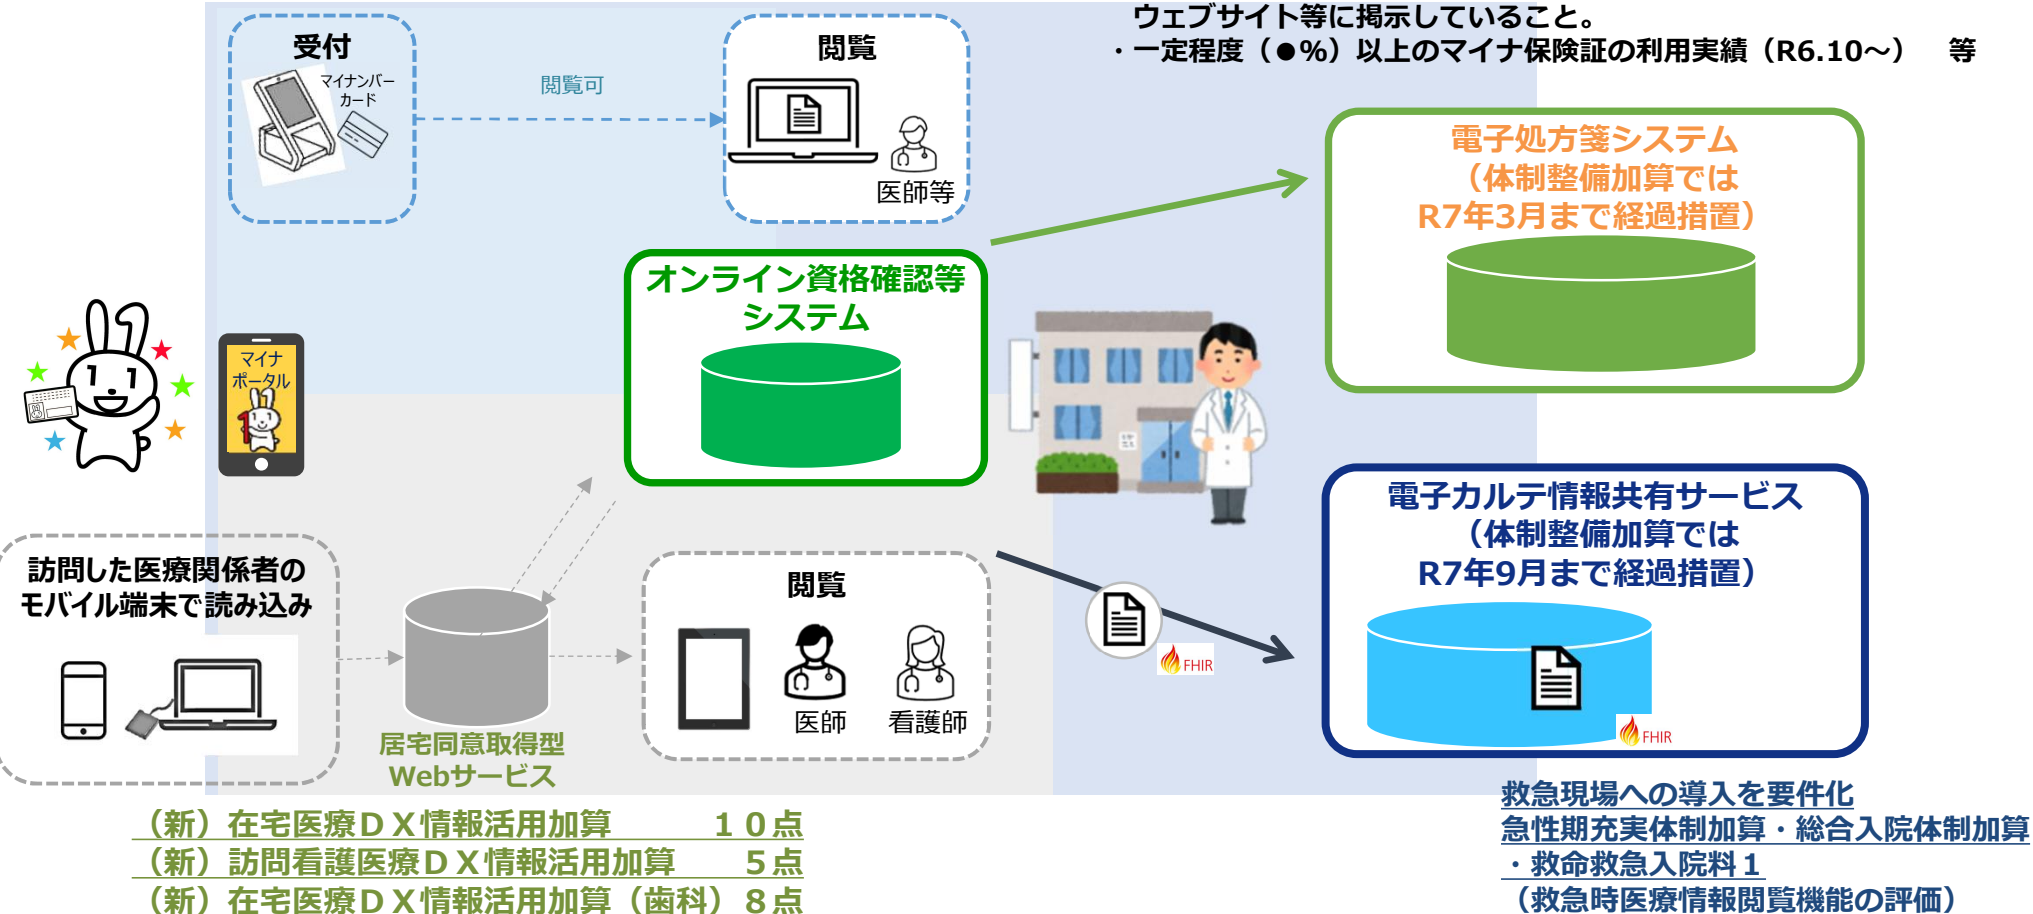 ウェブサイト等に掲示していること。
・一定程度（●％）以上のマイナ保険証の利用実績（R6.10～）　等
受付
マイナンバー
カード
閲覧可
閲覧
医師等
電子処方箋システム
（体制整備加算では
R7年3月まで経過措置）
オンライン資格確認等
システム
マイナ
ポータル
電子カルテ情報共有サービス
（体制整備加算では
R7年9月まで経過措置）
訪問した医療関係者の
モバイル端末で読み込み
閲覧
医師
看護師
FHIR
FHIR
居宅同意取得型
Webサービス
（新）在宅医療ＤＸ情報活用加算　　　１０点
（新）訪問看護医療ＤＸ情報活用加算　　５点
（新）在宅医療ＤＸ情報活用加算（歯科）８点
救急現場への導入を要件化
急性期充実体制加算・総合入院体制加算
・救命救急入院料１
（救急時医療情報閲覧機能の評価）